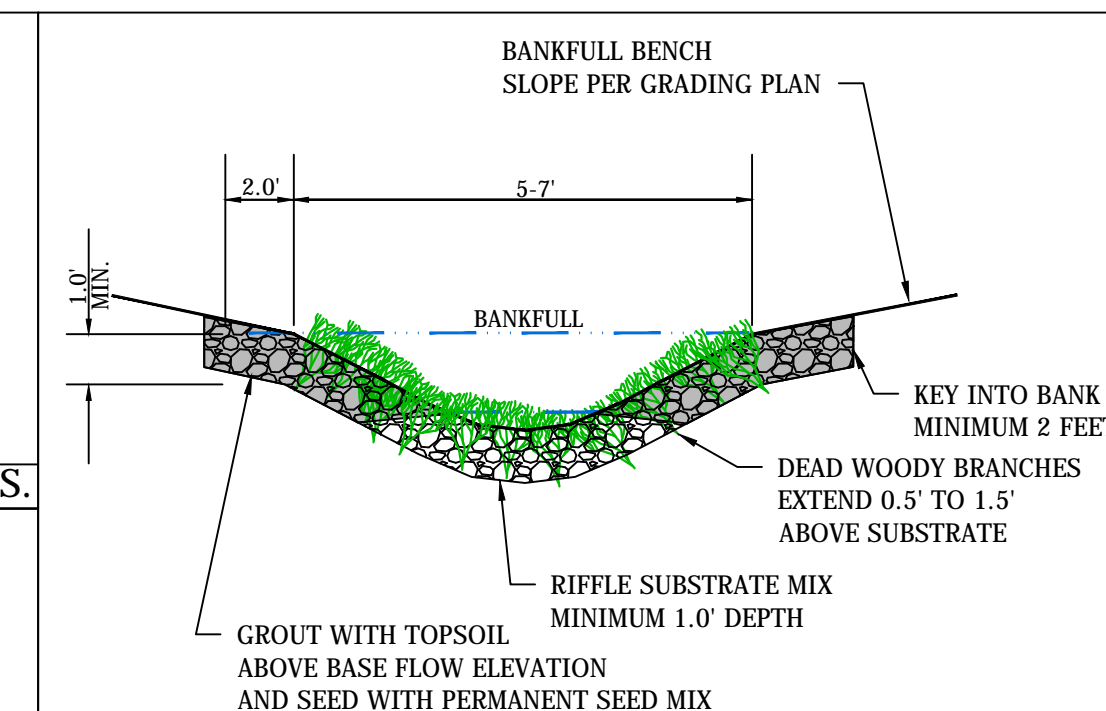 BANKFULL BENCH
SLOPE PER GRADING PLAN
2.0'
5-7'
1.0'
MIN.
BANKFULL
KEY INTO BANK
MINIMUM 2 FEET
DEAD WOODY BRANCHES
EXTEND 0.5' TO 1.5'
ABOVE SUBSTRATE
S.
RIFFLE SUBSTRATE MIX
MINIMUM 1.0' DEPTH
GROUT WITH TOPSOIL
ABOVE BASE FLOW ELEVATION
AND SEED WITH PERMANENT SEED MIX